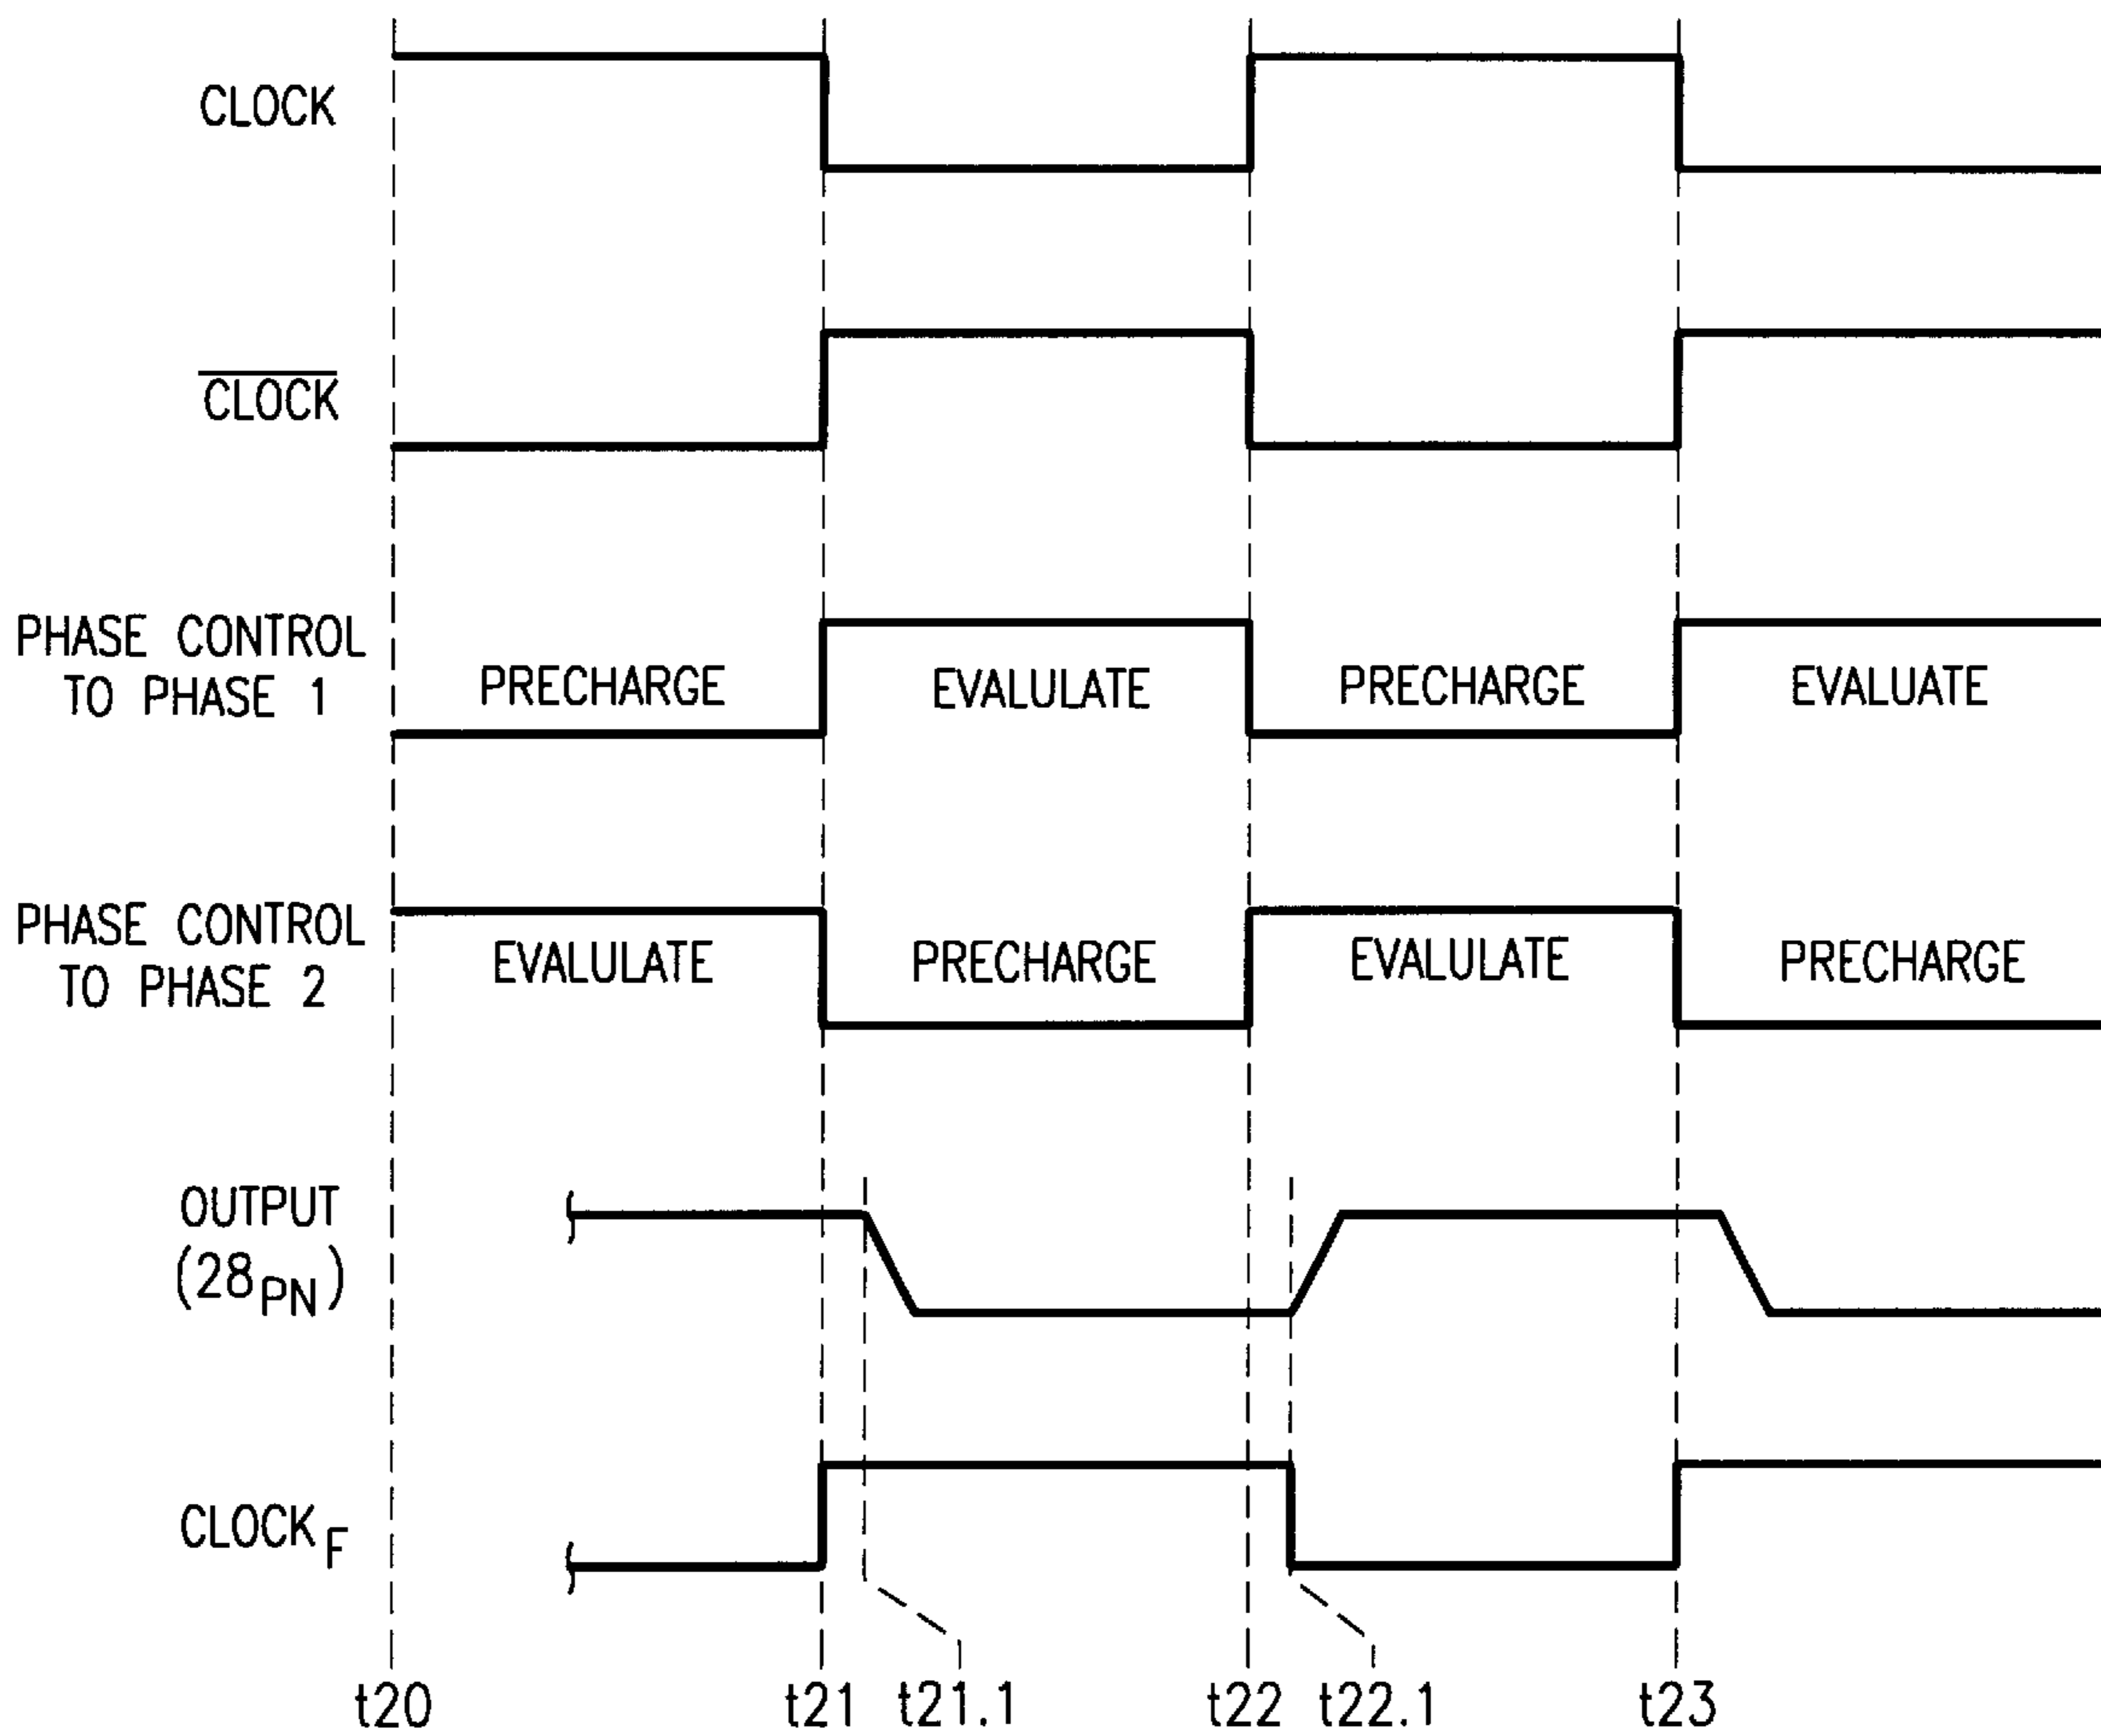 CLOCK
CLOCK
PHASE CONTROL
TO PHASE 1
PRECHARGE EVALULATE PRECHARGE EVALUATE
PHASE CONTROL
TO PHASE 2
EVALULATE PRECHARGE EVALULATE PRECHARGE
OUTPUT
(28PN)
CLOCKF
t20 t21 t21.1 t22 t22.1 t23